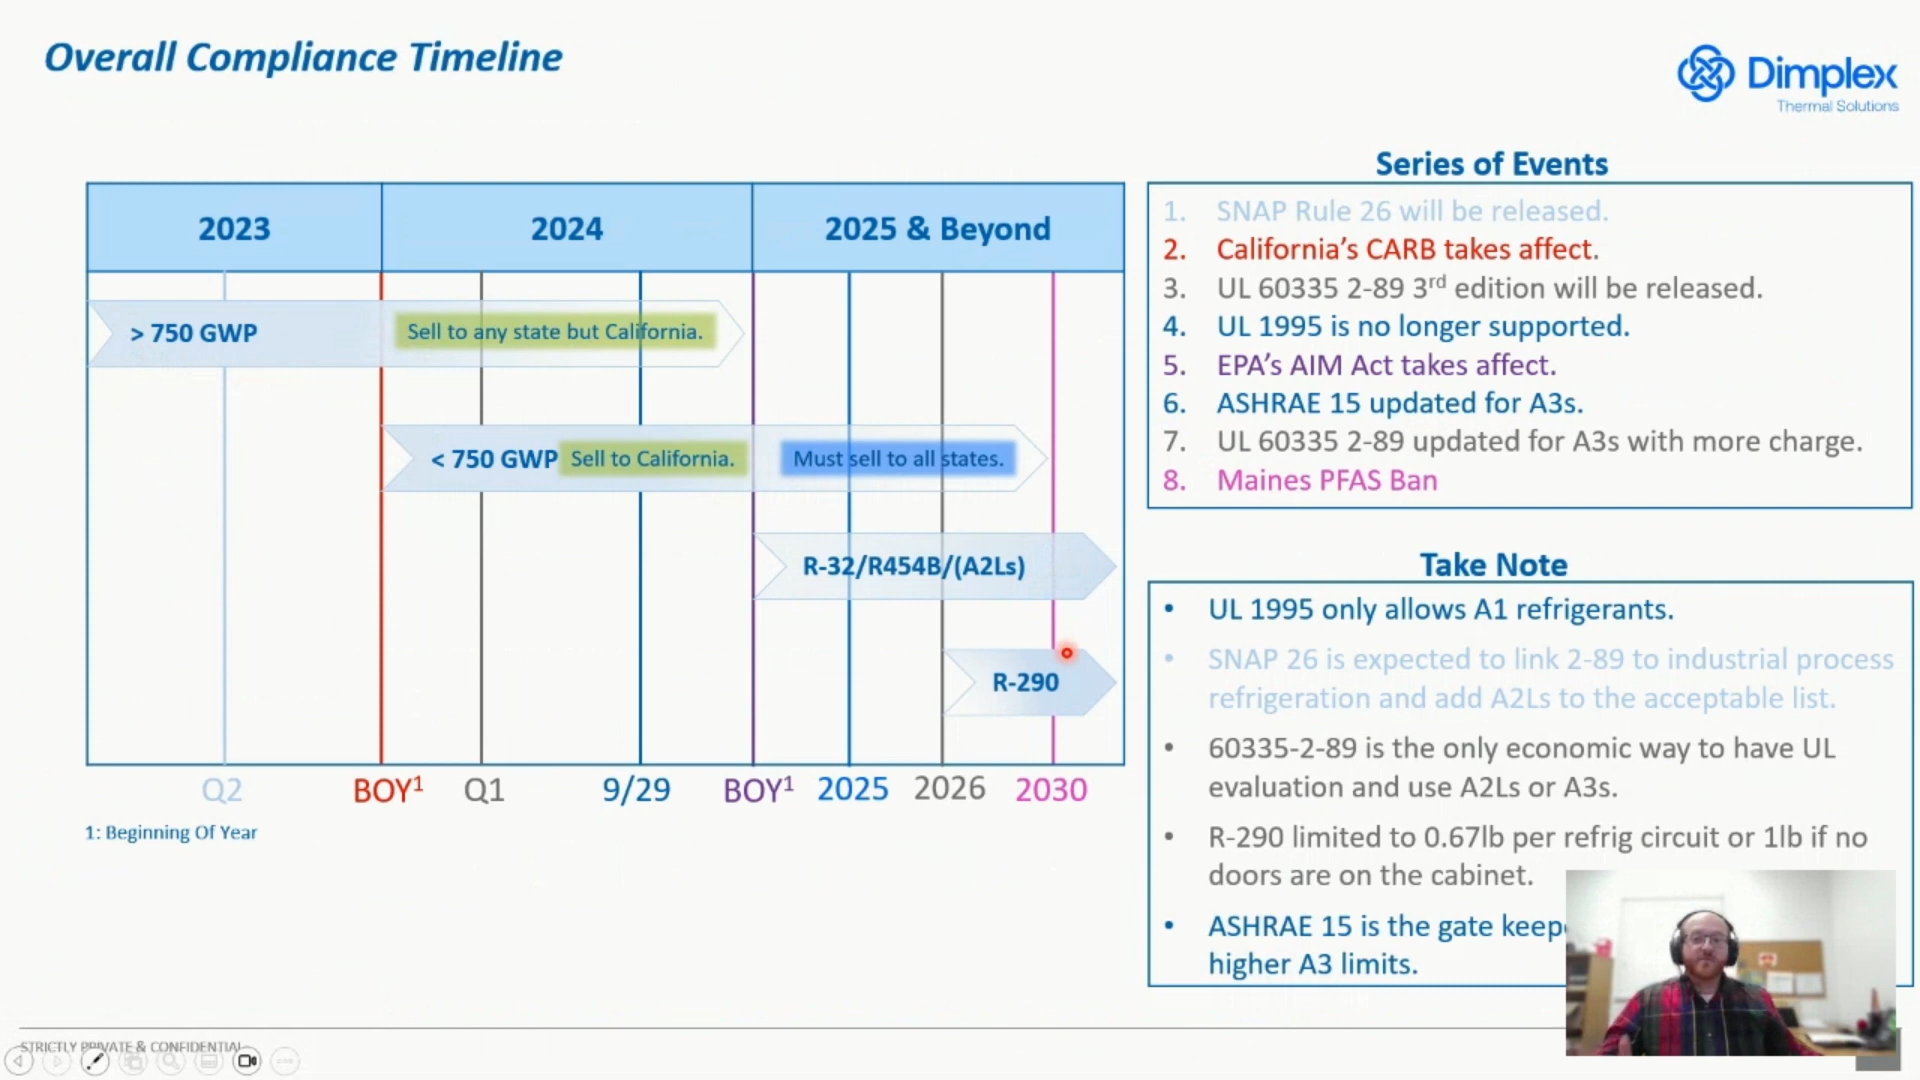 Overall Compliance Timeline
Dimplex
Thermal Solutions
2023
2024
2025 & Beyond
> 750 GWP
Sell to any state but California.
< 750 GWP
Sell to California.
Must sell to all states.
R-32/R454B/(A2Ls)
R-290
Q2
BOY¹
Q1
9/29
BOY¹
2025
2026
2030
1: Beginning Of Year
Series of Events
1. SNAP Rule 26 will be released.
2. California's CARB takes affect.
3. UL 60335 2-89 3rd edition will be released.
4. UL 1995 is no longer supported.
5. EPA's AIM Act takes affect.
6. ASHRAE 15 updated for A3s.
7. UL 60335 2-89 updated for A3s with more charge.
8. Maines PFAS Ban
Take Note
• UL 1995 only allows A1 refrigerants.
• SNAP 26 is expected to link 2-89 to industrial process
refrigeration and add A2Ls to the acceptable list.
• 60335-2-89 is the only economic way to have UL
evaluation and use A2Ls or A3s.
• R-290 limited to 0.67lb per refrig circuit or 1lb if no
doors are on the cabinet.
• ASHRAE 15 is the gate
higher A3 limits.
STRICTLY PRIVATE & CONFIDENTIAL